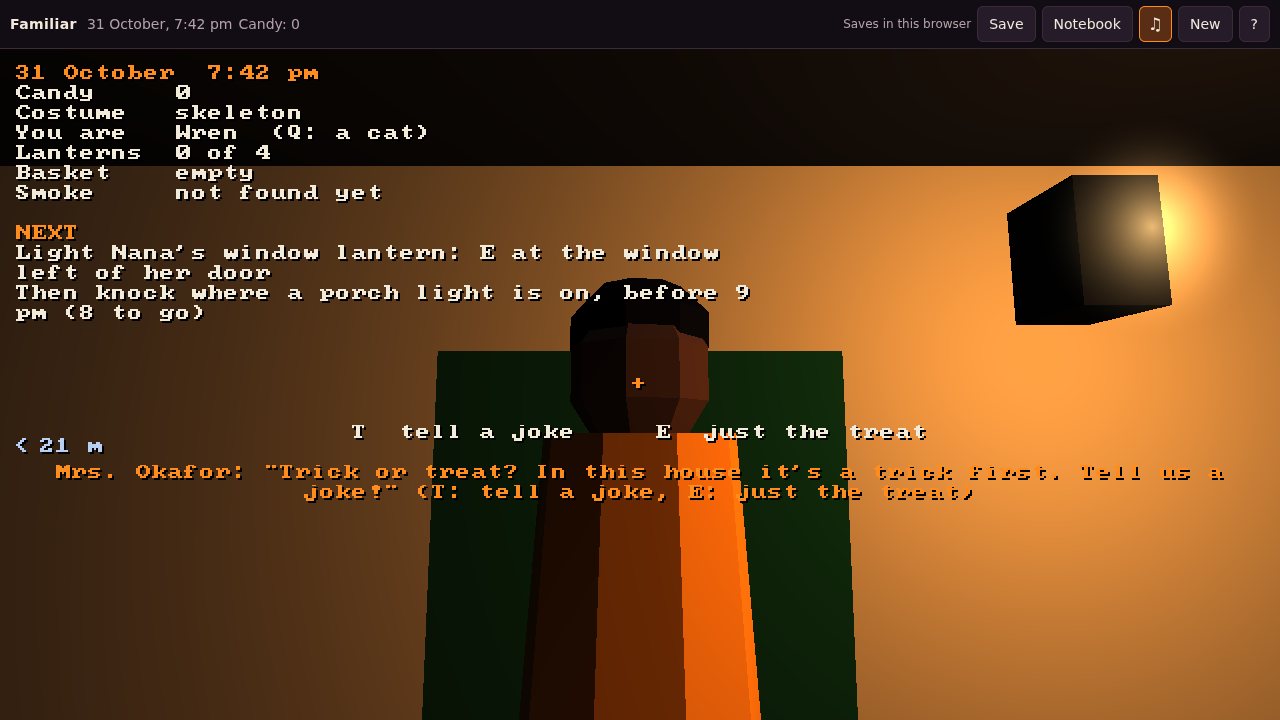 Familiar 31 October, 7:42 pm Candy: 0 Saves in this browser Save Notebook ♫ New ?
31 October 7:42 pm
Candy 0
Costume skeleton
You are Wren (Q: a cat)
Lanterns 0 of 4
Basket empty
Smoke not found yet
NEXT
Light Nana's window lantern: E at the window
left of her door
Then knock where a porch light is on, before 9
pm (8 to go)
T tell a joke E just the treat
< 21 m
Mrs. Okafor: "Trick or treat? In this house it's a trick first. Tell us a
joke!" (T: tell a joke, E: just the treat)